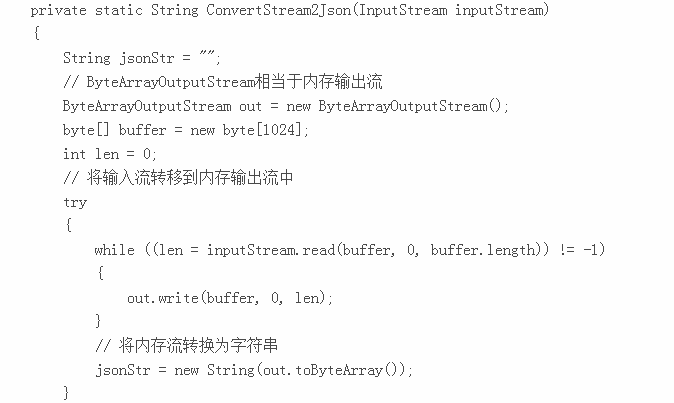 private static String ConvertStream2Json(InputStream inputStream)
{
String jsonStr = "";
// ByteArrayOutputStream相当于内存输出流
ByteArrayOutputStream out = new ByteArrayOutputStream();
byte[] buffer = new byte[1024];
int len = 0;
// 将输入流转移到内存输出流中
try
{
while ((len = inputStream.read(buffer, 0, buffer.length)) != -1)
{
out.write(buffer, 0, len);
}
// 将内存流转换为字符串
jsonStr = new String(out.toByteArray());
}